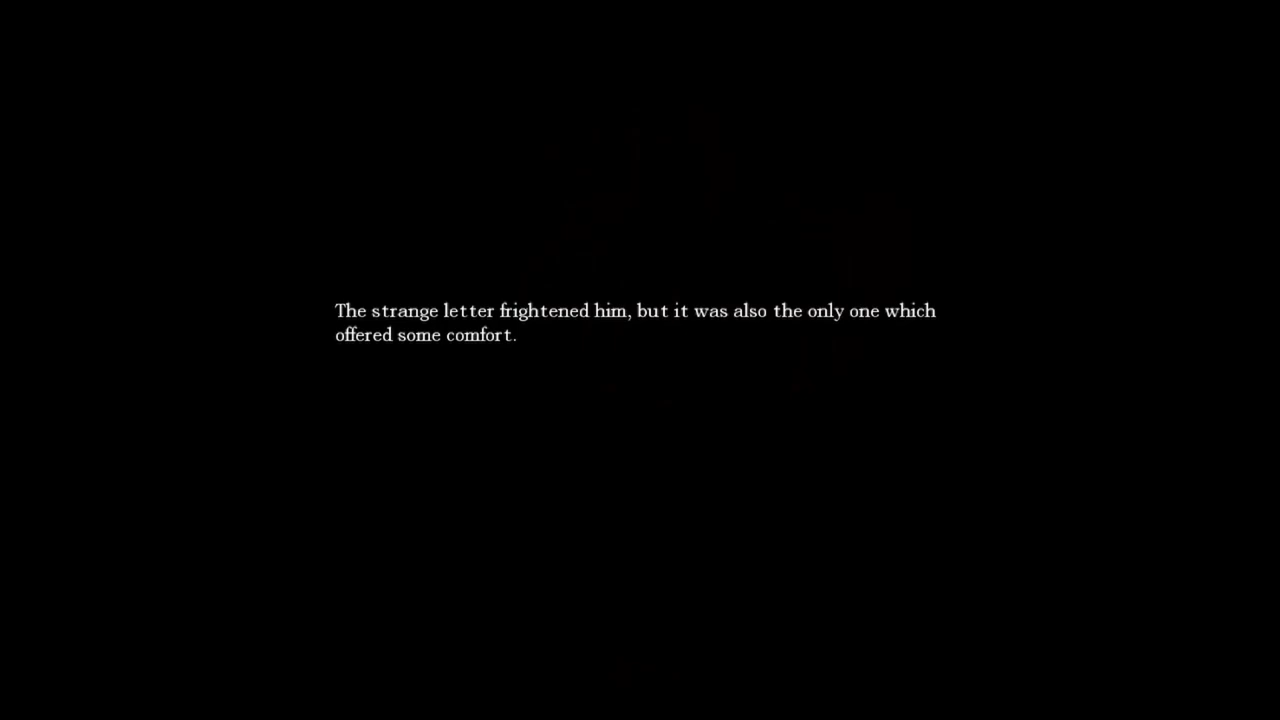 The strange letter frightened him, but it was also the only one which
offered some comfort.